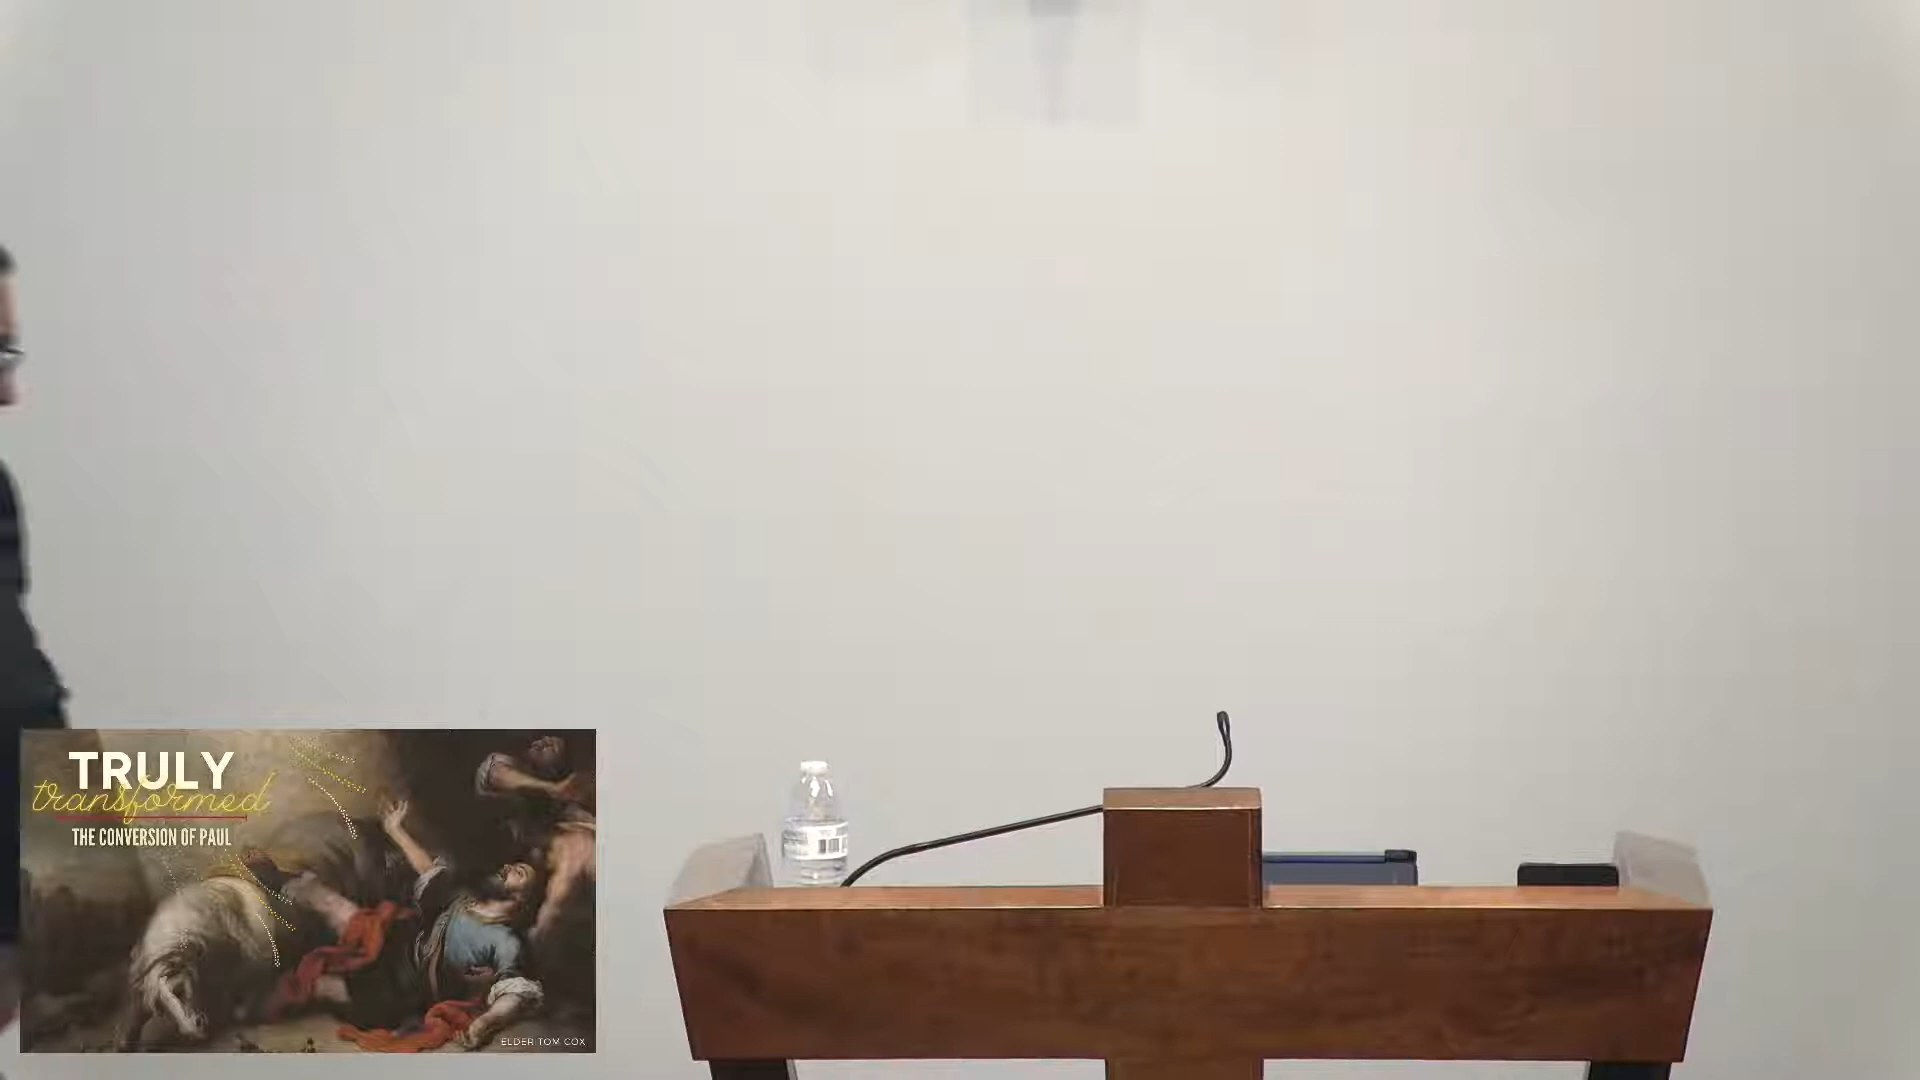 TRULY
transformed
THE CONVERSION OF PAUL
ELDER TOM COX